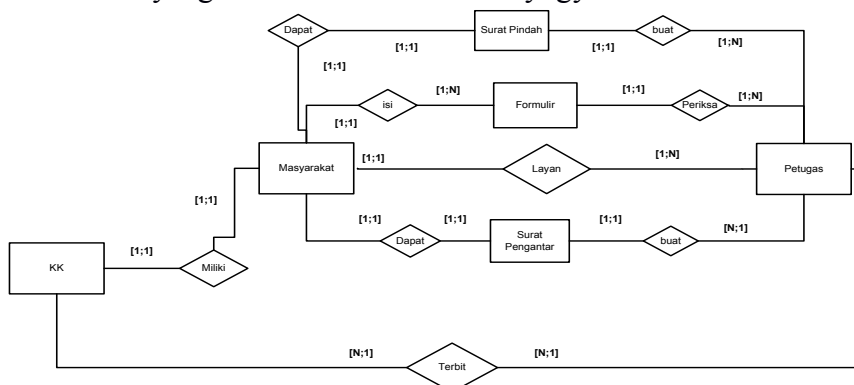 Dapat
[1;1]
Surat Pindah
[1;1]
buat
[1;N]
[1;1]
isi
[1;N]
Formulir
[1;1]
Periksa
[1;N]
[1;1]
Masyarakat
[1;1]
Layan
[1;N]
Petugas
[1;1]
[1;1]
Dapat
[1;1]
Surat
Pengantar
[1;1]
buat
[N;1]
KK
[1;1]
Miliki
[N;1]
Terbit
[N;1]